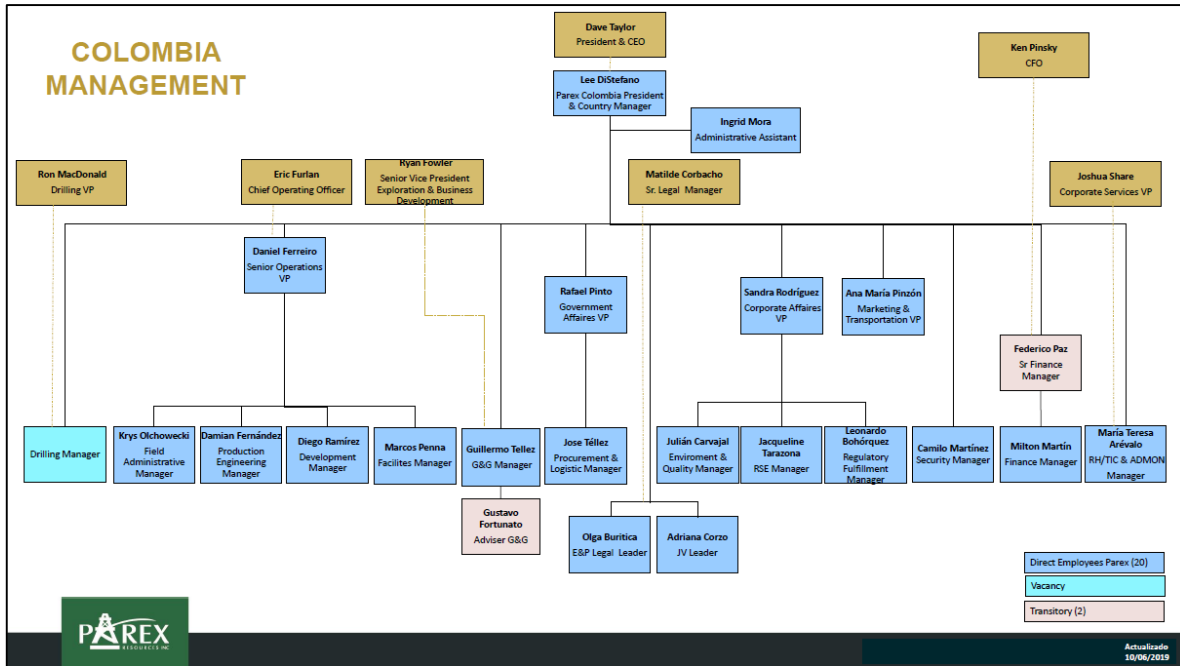 COLOMBIA
MANAGEMENT
Dave Taylor
President & CEO
Ken Pinsky
CFO
Lee DiStefano
Parex Colombia President
& Country Manager
Ingrid Mora
Administrative Assistant
Ron MacDonald
Drilling VP
Eric Furlan
Chief Operating Officer
Ryan Fowler
Senior Vice President
Exploration & Business
Development
Matilde Corbacho
Sr. Legal Manager
Joshua Share
Corporate Services VP
Daniel Ferreiro
Senior Operations
VP
Rafael Pinto
Government
Affaires VP
Sandra Rodríguez
Corporate Affaires
VP
Ana María Pinzón
Marketing &
Transportation VP
Federico Paz
Sr Finance
Manager
Drilling Manager
Krys Olchowecki
Field
Administrative
Manager
Damian Fernández
Production
Engineering
Manager
Diego Ramírez
Development
Manager
Marcos Penna
Facilites Manager
Guillermo Tellez
G&G Manager
Jose Téllez
Procurement &
Logistic Manager
Julián Carvajal
Enviroment &
Quality Manager
Jacqueline
Tarazona
RSE Manager
Leonardo
Bohórquez
Regulatory
Fulfillment
Manager
Camilo Martínez
Security Manager
Milton Martín
Finance Manager
María Teresa
Arévalo
RH/TIC & ADMON
Manager
Gustavo
Fortunato
Adviser G&G
Olga Buritica
E&P Legal Leader
Adriana Corzo
JV Leader
Direct Employees Parex (20)
Vacancy
Transitory (2)
PAREX
RESOURCES INC
Actualizado
10/06/2019